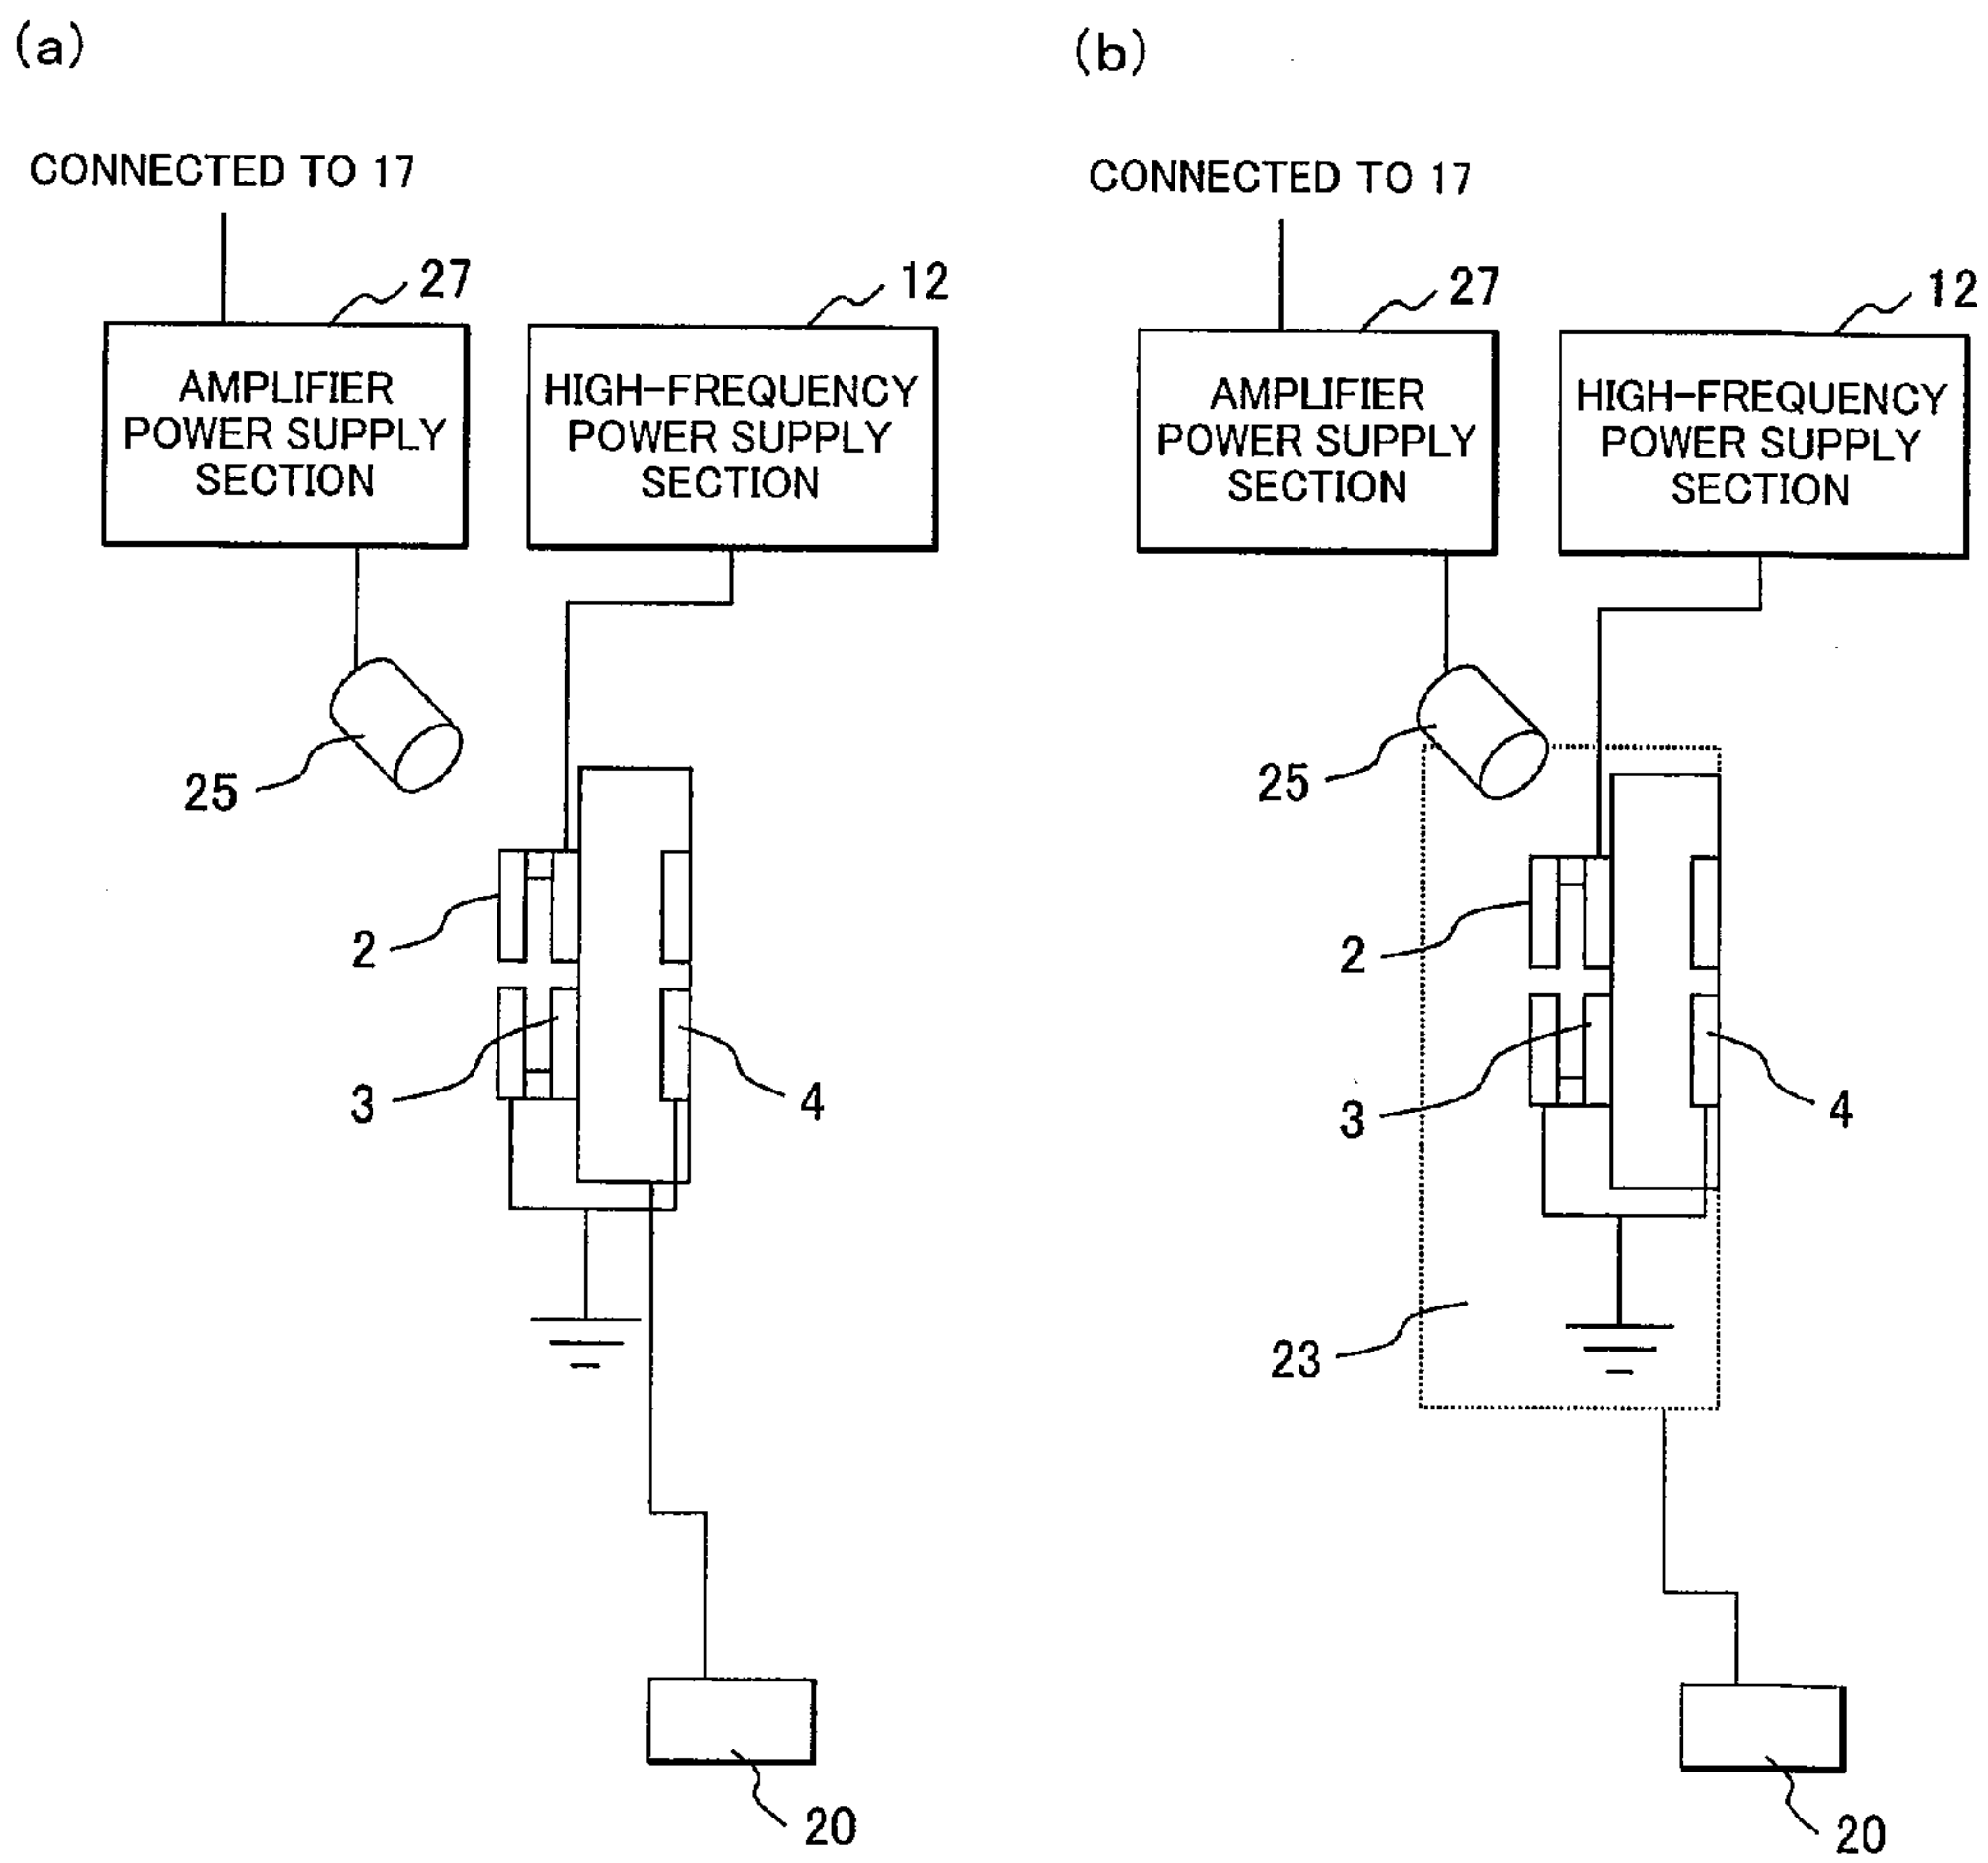 (a)
CONNECTED TO 17
27
12
AMPLIFIER
POWER SUPPLY
SECTION
HIGH-FREQUENCY
POWER SUPPLY
SECTION
25
2
3
4
20
(b)
CONNECTED TO 17
27
12
AMPLIFIER
POWER SUPPLY
SECTION
HIGH-FREQUENCY
POWER SUPPLY
SECTION
25
2
3
4
23
20